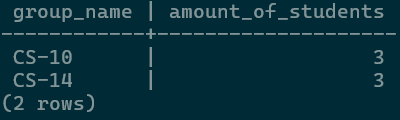 group_name | amount_of_students
------------+--------------------
CS-10 | 3
CS-14 | 3
(2 rows)